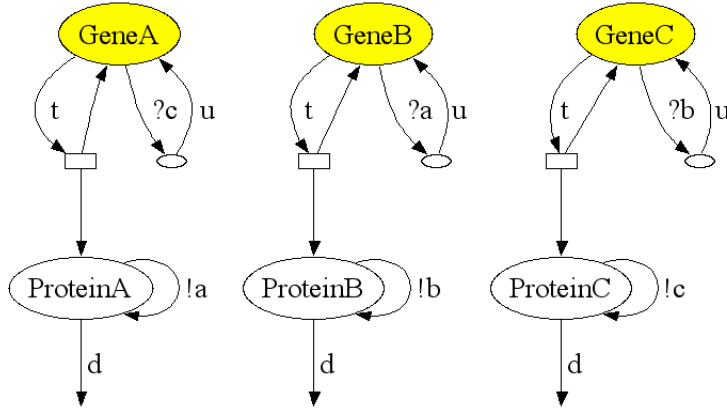 GeneA GeneB GeneC
t ?c u t ?a u t ?b u
ProteinA !a ProteinB !b ProteinC !c
d d d